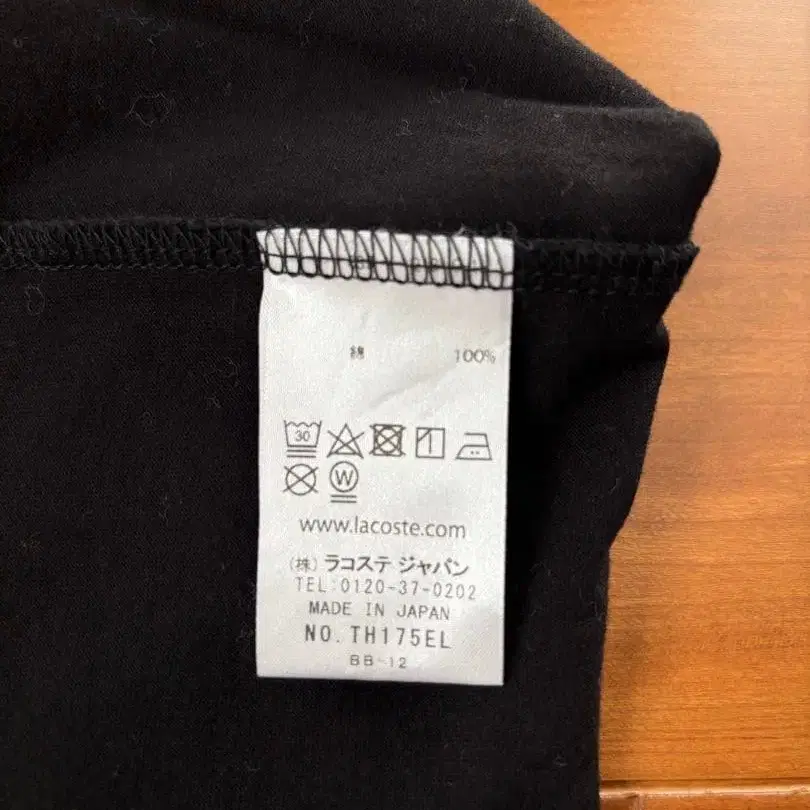 綿 100%
30
W
www.lacoste.com
(株) ラコステ ジャパン
TEL:0120-37-0202
MADE IN JAPAN
NO. TH175EL
BB-12